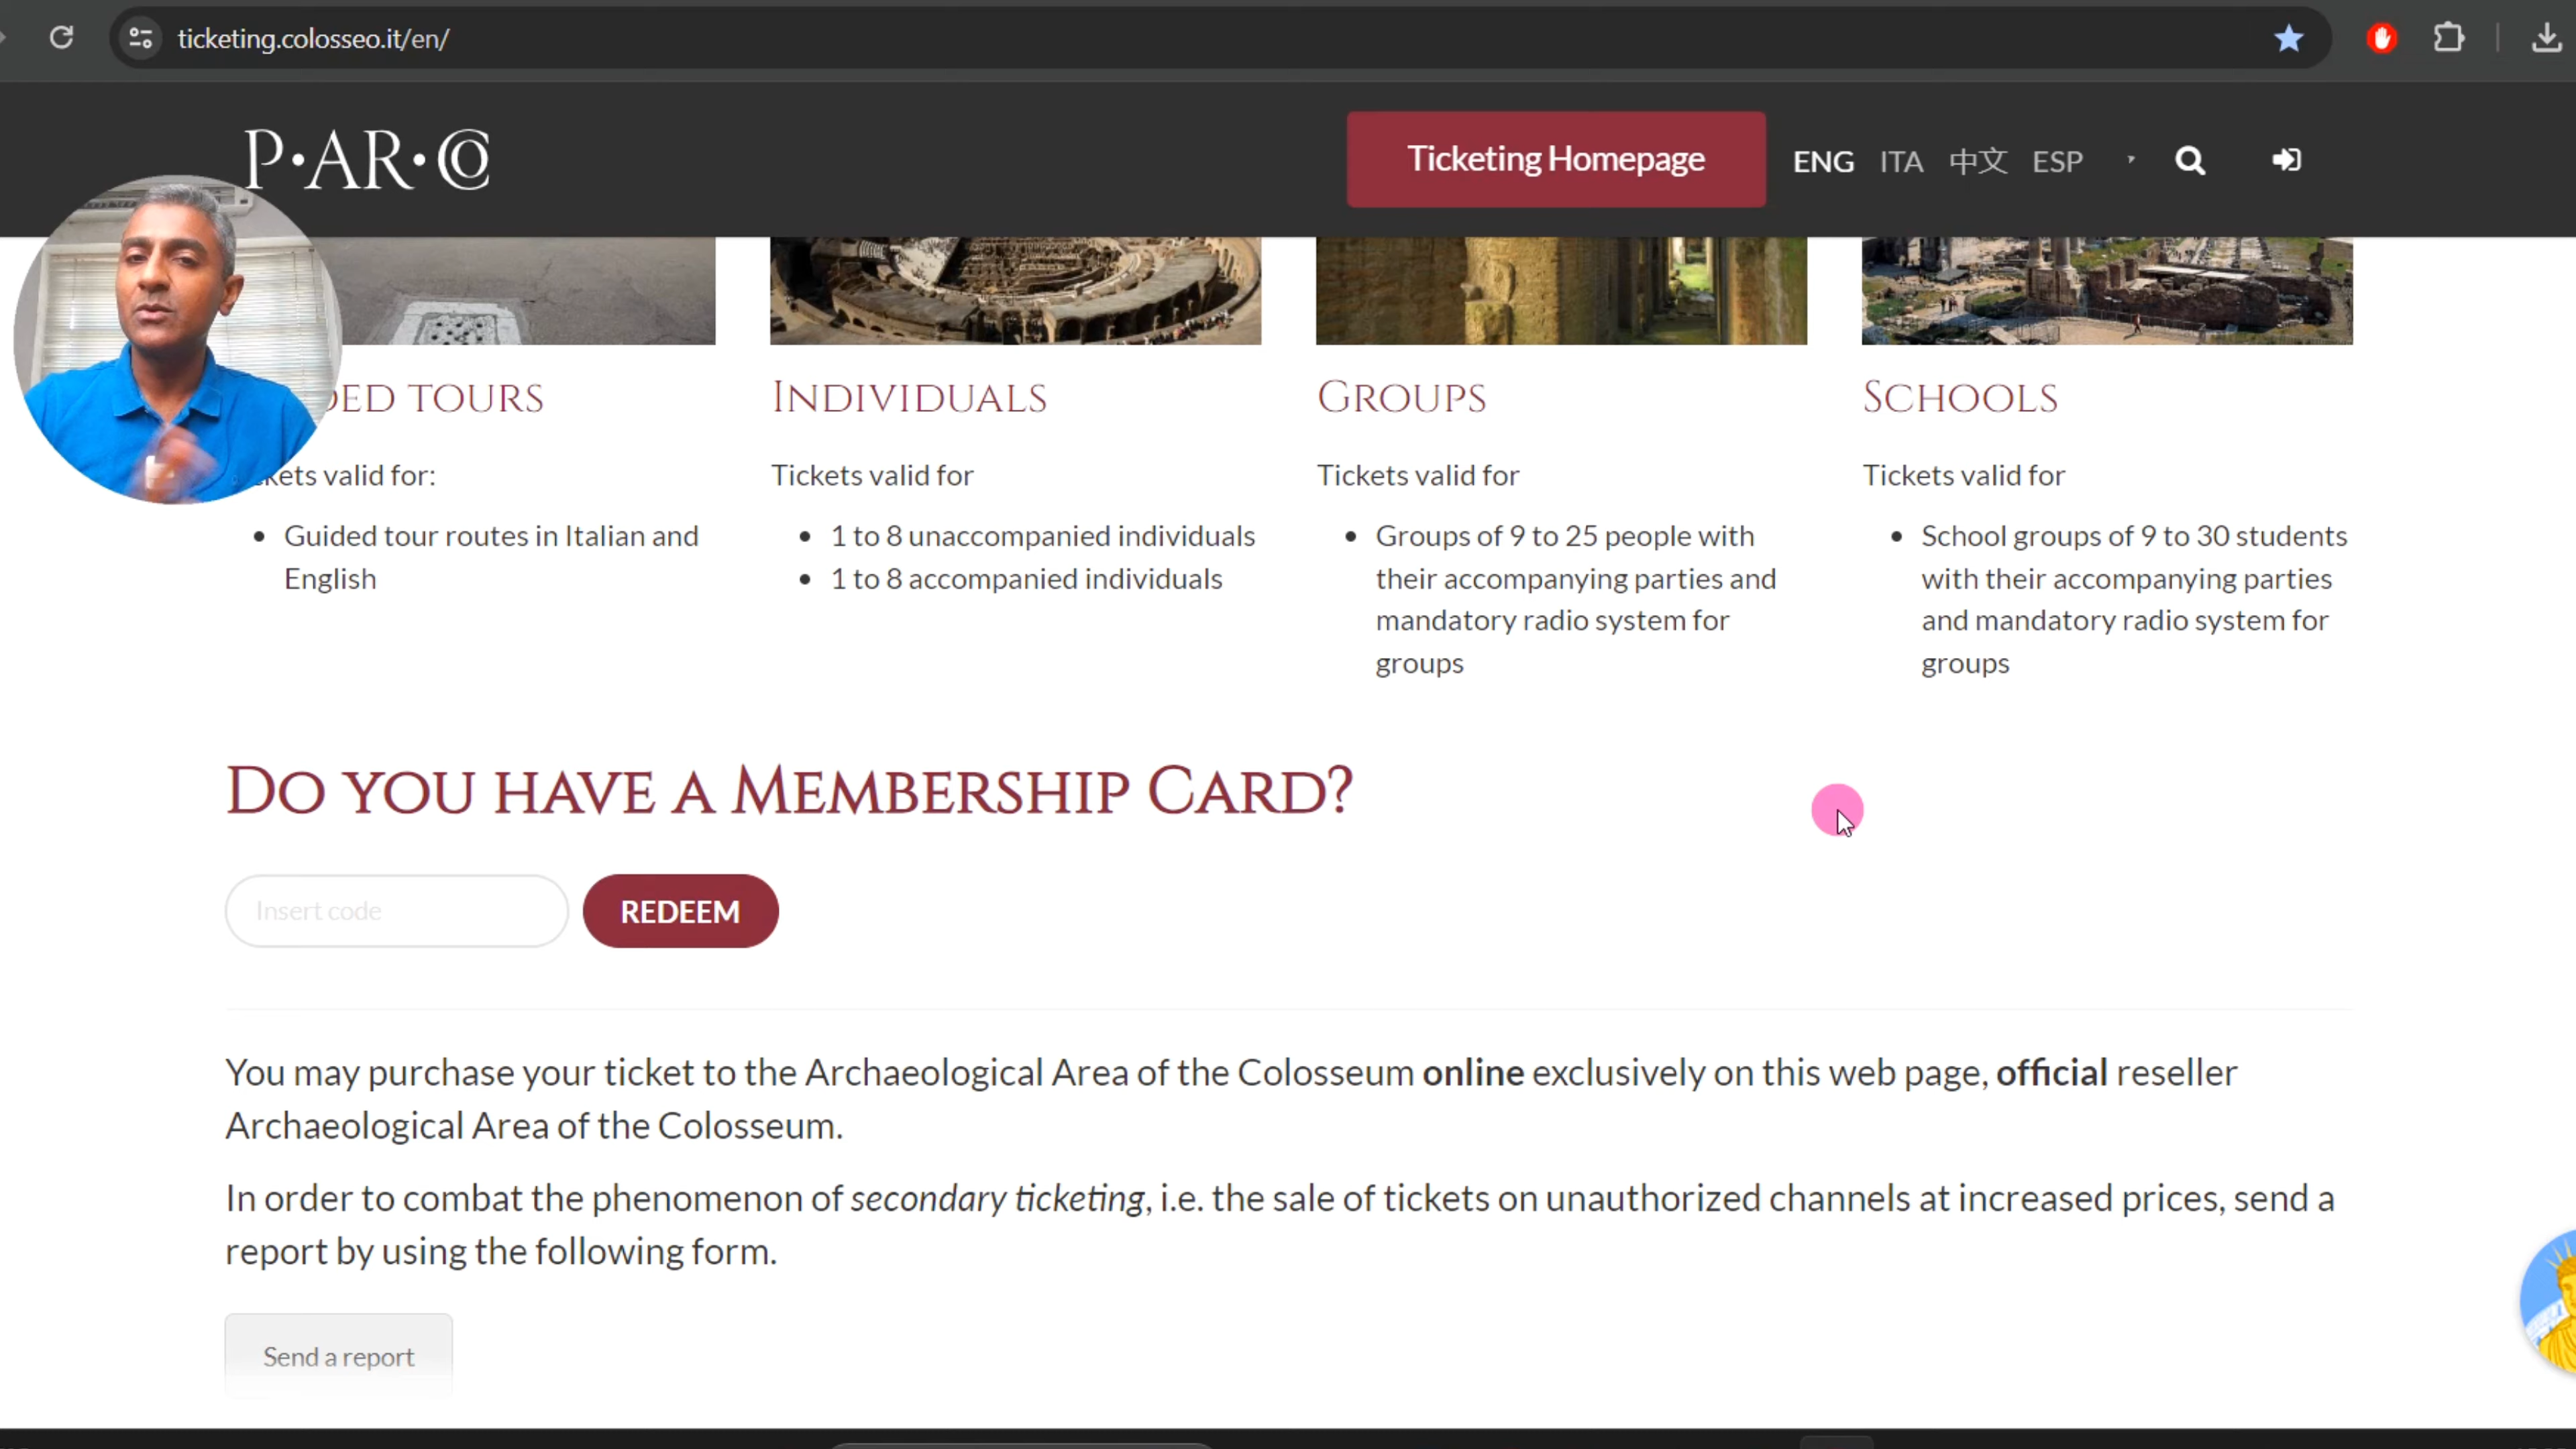 ticketing.colosseo.it/en/
P·AR·CO
Ticketing Homepage
ENG ITA 中文 ESP
DED TOURS
kets valid for:
Guided tour routes in Italian and
English
INDIVIDUALS
Tickets valid for
1 to 8 unaccompanied individuals
1 to 8 accompanied individuals
GROUPS
Tickets valid for
Groups of 9 to 25 people with
their accompanying parties and
mandatory radio system for
groups
SCHOOLS
Tickets valid for
School groups of 9 to 30 students
with their accompanying parties
and mandatory radio system for
groups
DO YOU HAVE A MEMBERSHIP CARD?
Insert code
REDEEM
You may purchase your ticket to the Archaeological Area of the Colosseum online exclusively on this web page, official reseller
Archaeological Area of the Colosseum.
In order to combat the phenomenon of secondary ticketing, i.e. the sale of tickets on unauthorized channels at increased prices, send a
report by using the following form.
Send a report